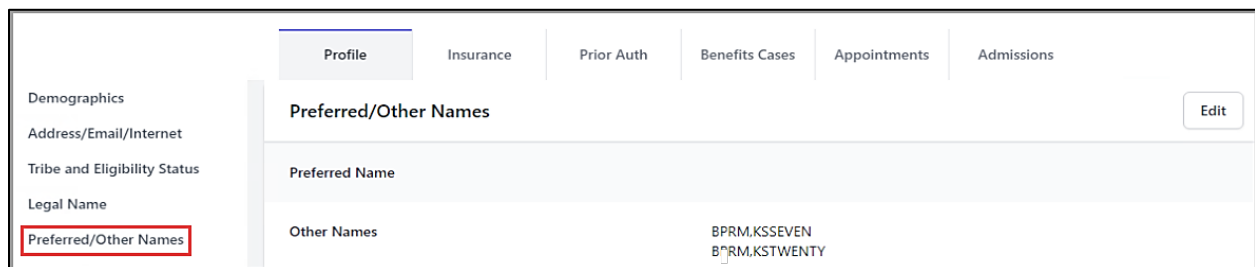 Profile
Insurance
Prior Auth
Benefits Cases
Appointments
Admissions
Demographics
Address/Email/Internet
Tribe and Eligibility Status
Legal Name
Preferred/Other Names
Preferred/Other Names
Edit
Preferred Name
Other Names
BPRM,KSSEVEN
BPRM,KSTWENTY